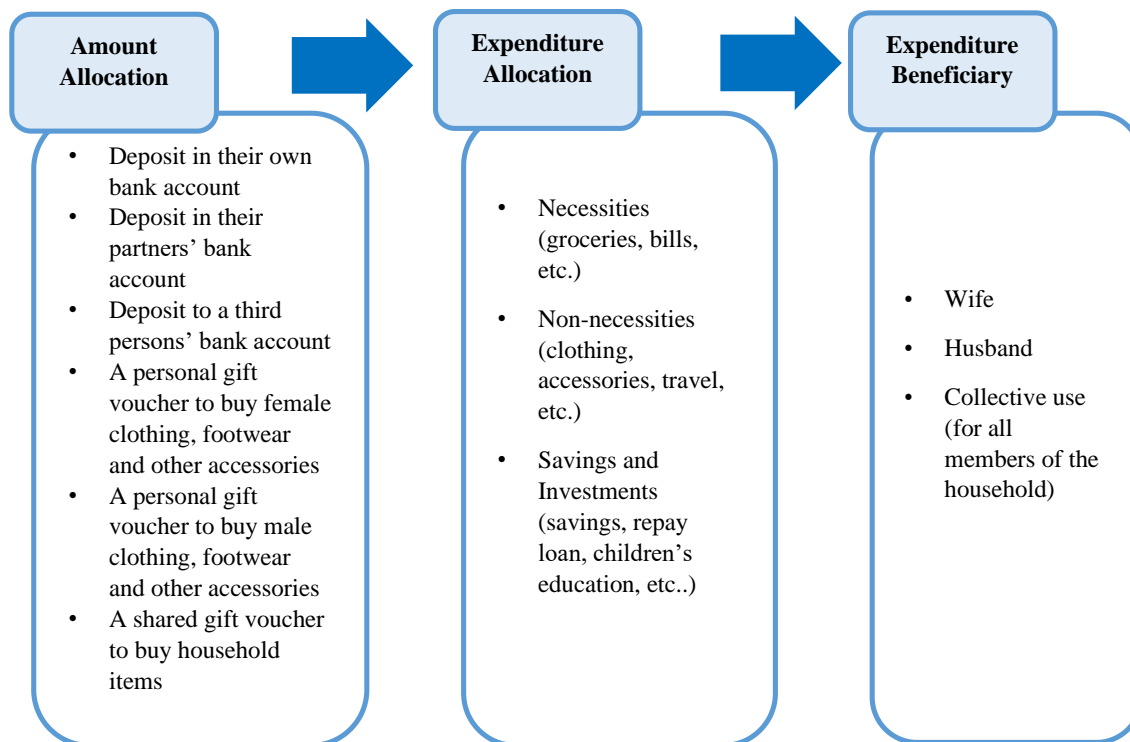 Amount
Allocation
• Deposit in their own
bank account
• Deposit in their
partners’ bank
account
• Deposit to a third
persons’ bank account
• A personal gift
voucher to buy female
clothing, footwear
and other accessories
• A personal gift
voucher to buy male
clothing, footwear
and other accessories
• A shared gift voucher
to buy household
items
Expenditure
Allocation
• Necessities
(groceries, bills,
etc.)
• Non-necessities
(clothing,
accessories, travel,
etc.)
• Savings and
Investments
(savings, repay
loan, children’s
education, etc..)
Expenditure
Beneficiary
• Wife
• Husband
• Collective use
(for all
members of the
household)